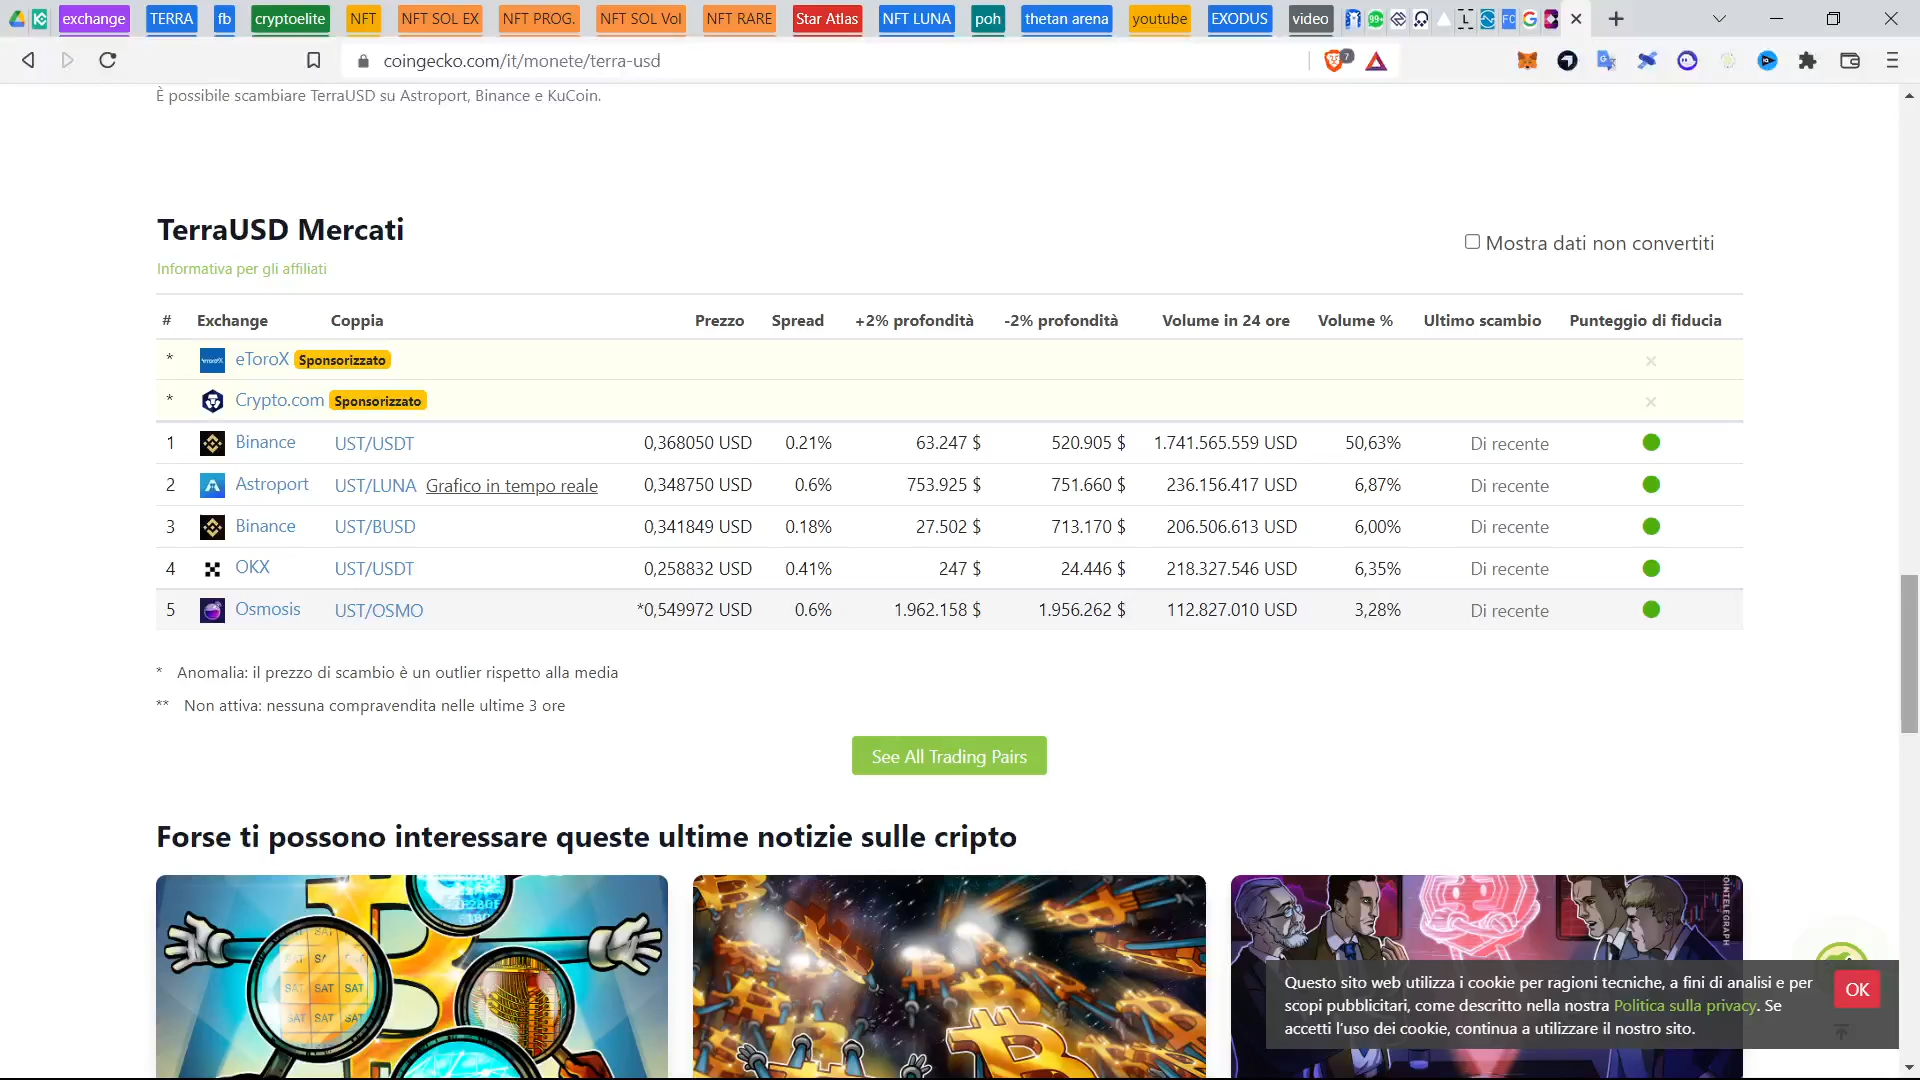 exchange TERRA fb cryptoelite NFT NFT SOL EX NFT PROG. NFT SOL Vol NFT RARE Star Atlas NFT LUNA poh thetan arena youtube EXODUS video
coingecko.com/it/monete/terra-usd
È possibile scambiare TerraUSD su Astroport, Binance e KuCoin.
TerraUSD Mercati
Mostra dati non convertiti
Informativa per gli affiliati
# Exchange Coppia Prezzo Spread +2% profondità -2% profondità Volume in 24 ore Volume % Ultimo scambio Punteggio di fiducia
* eToroX Sponsorizzato
* Crypto.com Sponsorizzato
1 Binance UST/USDT 0,368050 USD 0.21% 63.247 $ 520.905 $ 1.741.565.559 USD 50,63% Di recente
2 Astroport UST/LUNA Grafico in tempo reale 0,348750 USD 0.6% 753.925 $ 751.660 $ 236.156.417 USD 6,87% Di recente
3 Binance UST/BUSD 0,341849 USD 0.18% 27.502 $ 713.170 $ 206.506.613 USD 6,00% Di recente
4 OKX UST/USDT 0,258832 USD 0.41% 247 $ 24.446 $ 218.327.546 USD 6,35% Di recente
5 Osmosis UST/OSMO *0,549972 USD 0.6% 1.962.158 $ 1.956.262 $ 112.827.010 USD 3,28% Di recente
* Anomalia: il prezzo di scambio è un outlier rispetto alla media
** Non attiva: nessuna compravendita nelle ultime 3 ore
See All Trading Pairs
Forse ti possono interessare queste ultime notizie sulle cripto
SAT SAT SAT
SAT SAT SAT
Questo sito web utilizza i cookie per ragioni tecniche, a fini di analisi e per
scopi pubblicitari, come descritto nella nostra Politica sulla privacy. Se
accetti l'uso dei cookie, continua a utilizzare il nostro sito.
OK